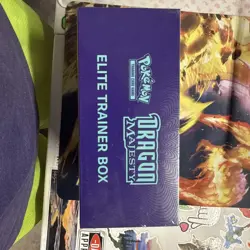 POKÉMON
DRAGON
MAJESTY
ELITE TRAINER BOX